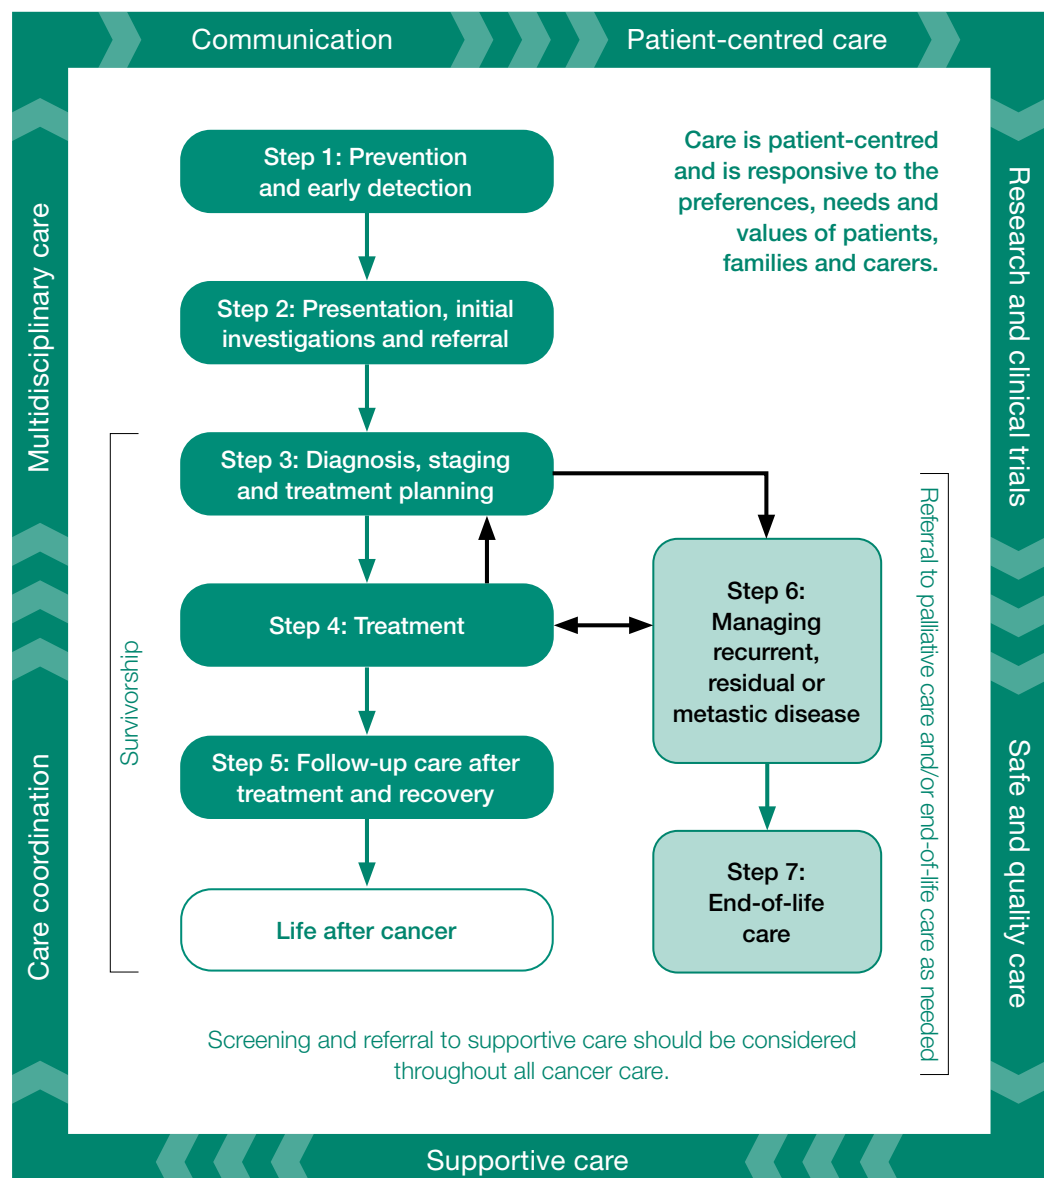 Communication
Patient-centred care
Multidisciplinary care
Care coordination
Research and clinical trials
Safe and quality care
Supportive care
Care is patient-centred
and is responsive to the
preferences, needs and
values of patients,
families and carers.
Step 1: Prevention
and early detection
Step 2: Presentation, initial
investigations and referral
Step 3: Diagnosis, staging
and treatment planning
Step 4: Treatment
Step 5: Follow-up care after
treatment and recovery
Life after cancer
Survivorship
Step 6:
Managing
recurrent,
residual or
metastic disease
Step 7:
End-of-life
care
Referral to palliative care and/or end-of-life care as needed
Screening and referral to supportive care should be considered
throughout all cancer care.